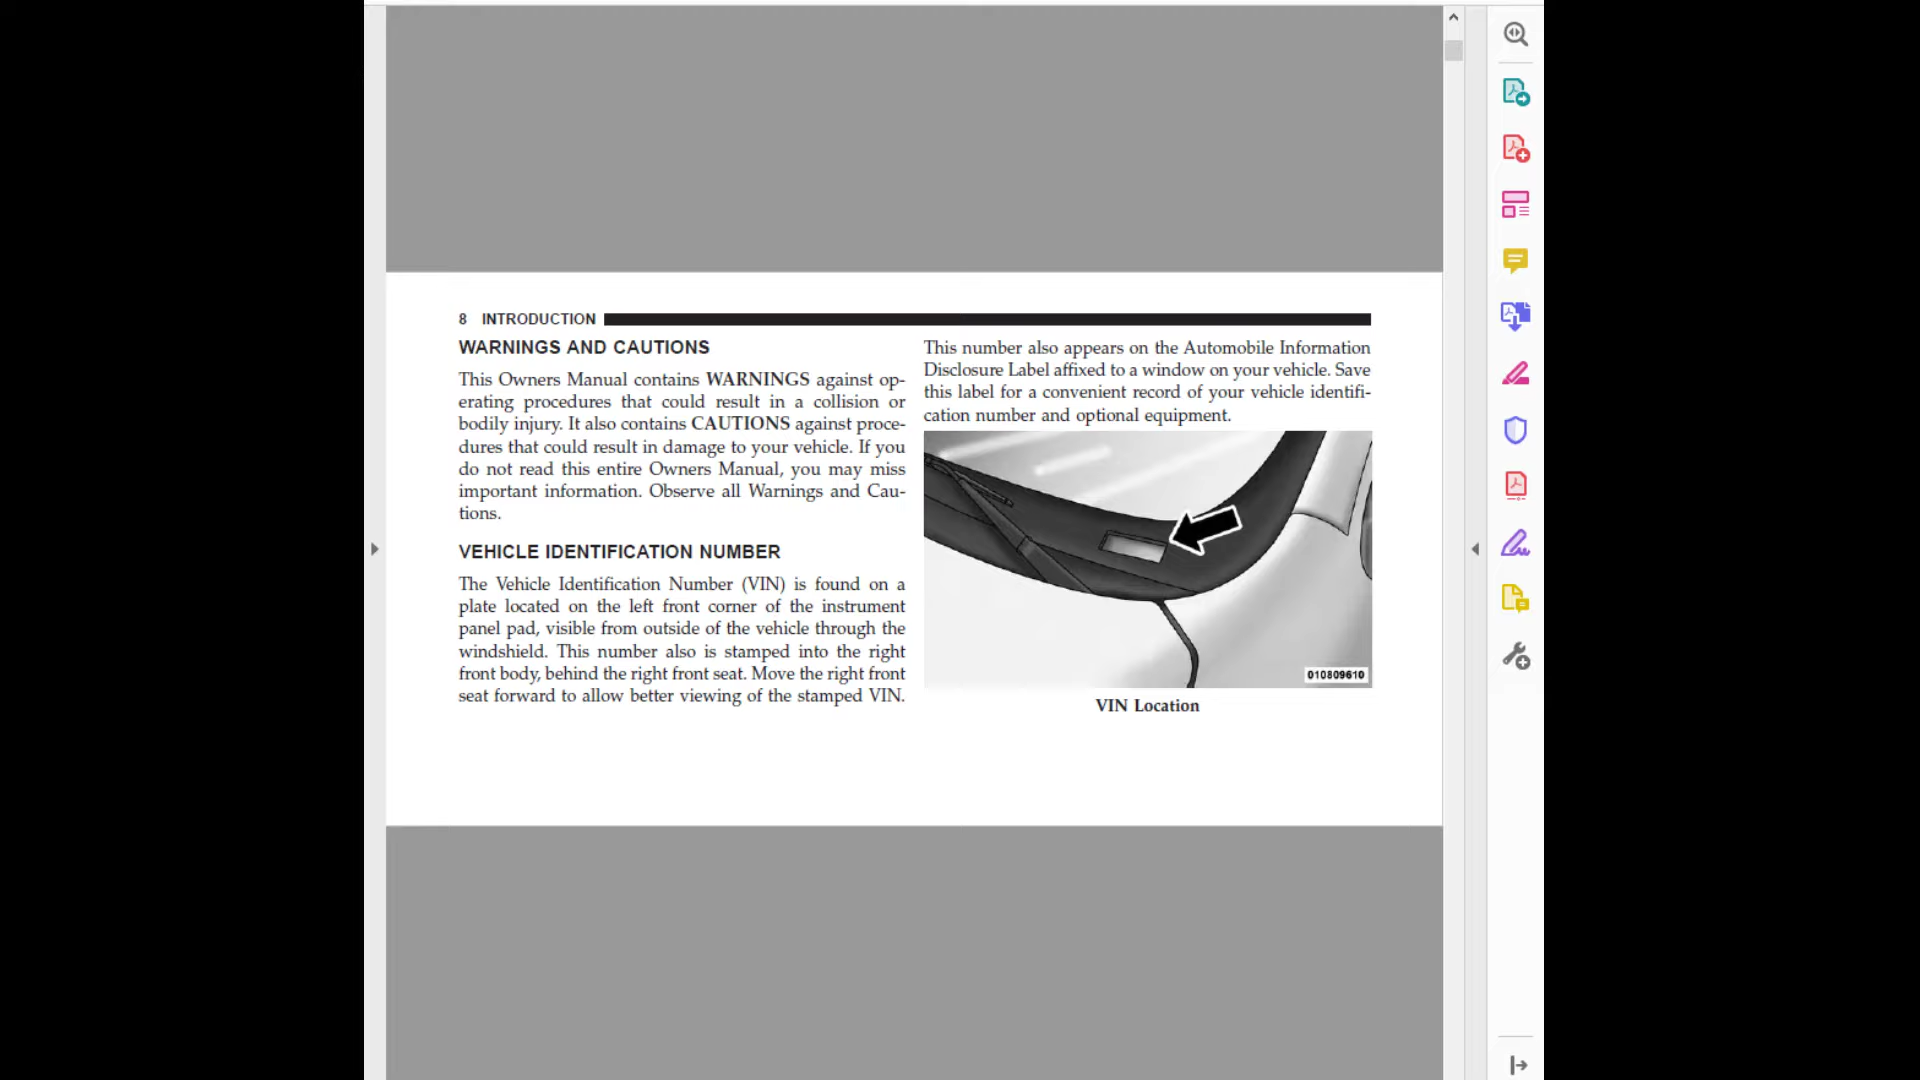 8 INTRODUCTION
WARNINGS AND CAUTIONS
This Owners Manual contains WARNINGS against op-
erating procedures that could result in a collision or
bodily injury. It also contains CAUTIONS against proce-
dures that could result in damage to your vehicle. If you
do not read this entire Owners Manual, you may miss
important information. Observe all Warnings and Cau-
tions.
VEHICLE IDENTIFICATION NUMBER
The Vehicle Identification Number (VIN) is found on a
plate located on the left front corner of the instrument
panel pad, visible from outside of the vehicle through the
windshield. This number also is stamped into the right
front body, behind the right front seat. Move the right front
seat forward to allow better viewing of the stamped VIN.
This number also appears on the Automobile Information
Disclosure Label affixed to a window on your vehicle. Save
this label for a convenient record of your vehicle identifi-
cation number and optional equipment.
010809610
VIN Location